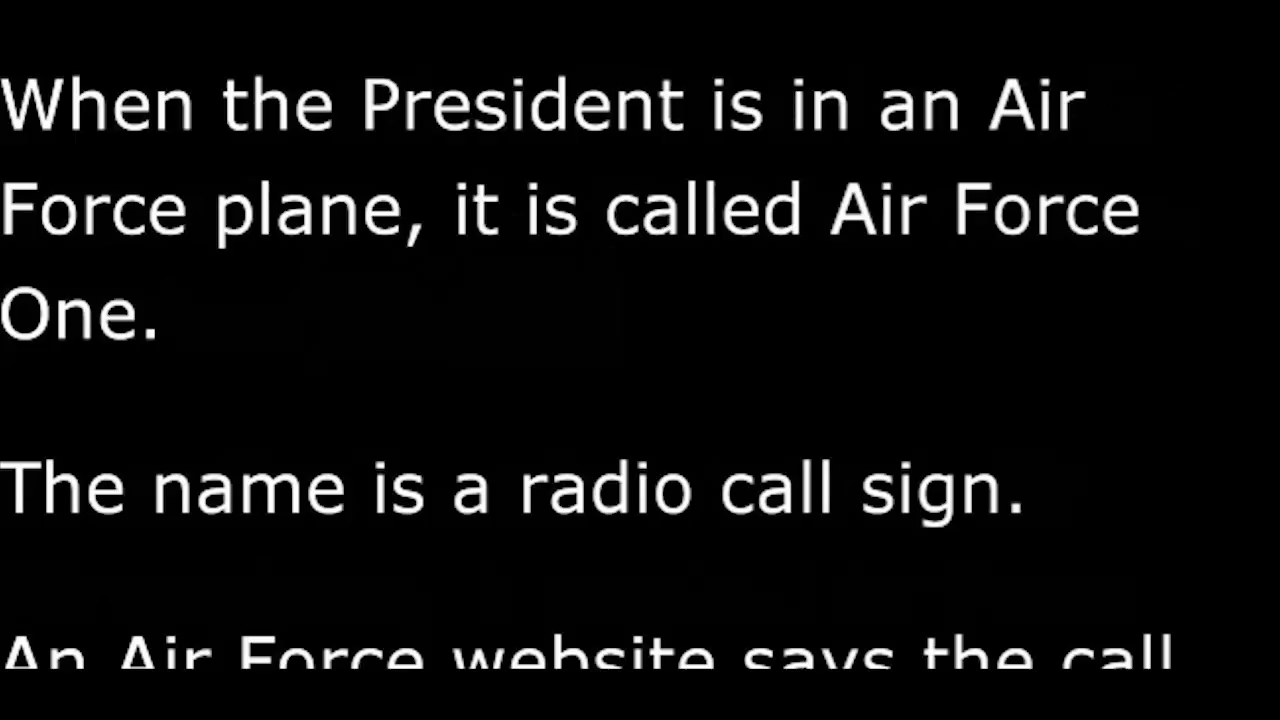 When the President is in an Air
Force plane, it is called Air Force
One.
The name is a radio call sign.
An Air Force website says the call